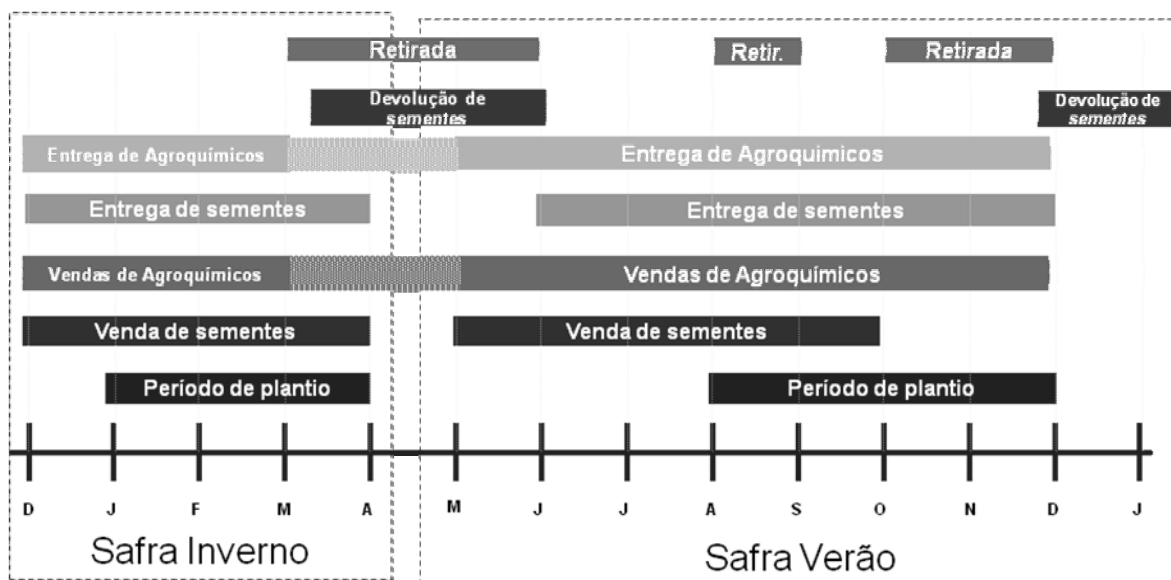 Retirada
Retir.
Retirada
Devolução de
sementes
Devolução de
sementes
Entrega de Agroquímicos
Entrega de Agroquímicos
Entrega de sementes
Entrega de sementes
Vendas de Agroquímicos
Vendas de Agroquímicos
Venda de sementes
Venda de sementes
Período de plantio
Período de plantio
D J F M A M J J A S O N D J
Safra Inverno
Safra Verão